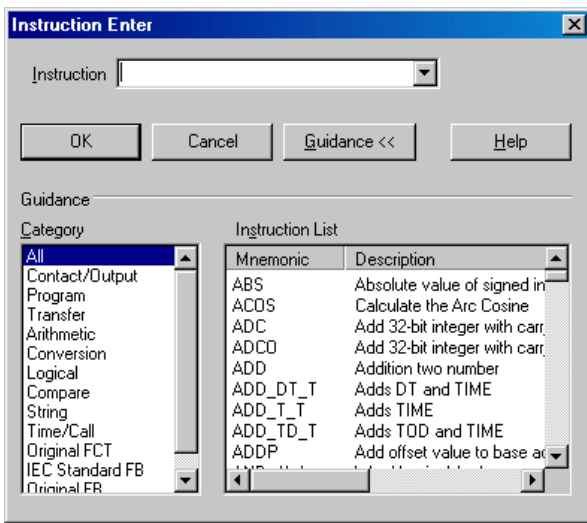 Instruction Enter
Instruction
OK Cancel Guidance << Help
Guidance
Category Instruction List
All
Contact/Output
Program
Transfer
Arithmetic
Conversion
Logical
Compare
String
Time/Call
Original FCT
IEC Standard FB
Original FB
Mnemonic Description
ABS Absolute value of signed in
ACOS Calculate the Arc Cosine
ADC Add 32-bit integer with carr
ADCO Add 32-bit integer with carr
ADD Addition two number
ADD_DT_T Adds DT and TIME
ADD_T_T Adds TIME
ADD_TD_T Adds TOD and TIME
ADDP Add offset value to base ad